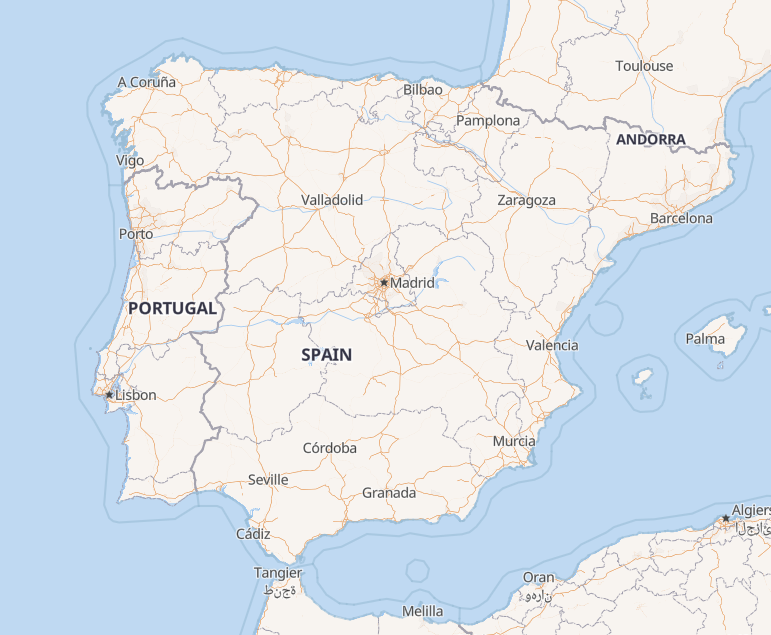 Toulouse
A Coruña
Bilbao
Pamplona
ANDORRA
Vigo
Valladolid
Zaragoza
Barcelona
Porto
Madrid
PORTUGAL
Palma
Valencia
SPAIN
Lisbon
Murcia
Córdoba
Seville
Granada
Algiers
Cádiz
Tangier
طنجة
Oran
وهران
Melilla